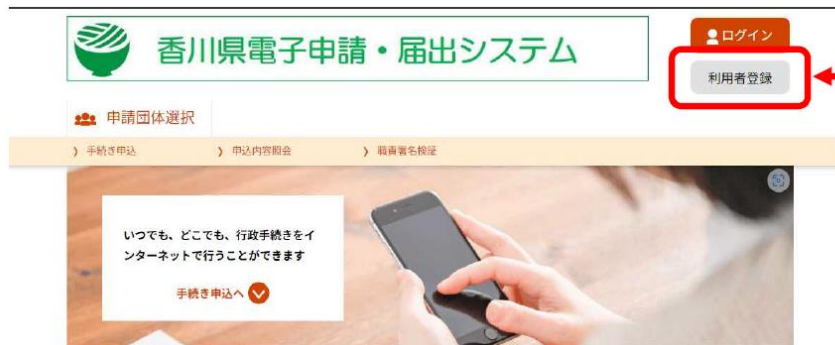 香川県電子申請・届出システム
ログイン
利用者登録
申請団体選択
手続き申込
申込内容照会
職責署名検証
いつでも、どこでも、行政手続きをイ
ンターネットで行うことができます
手続き申込へ